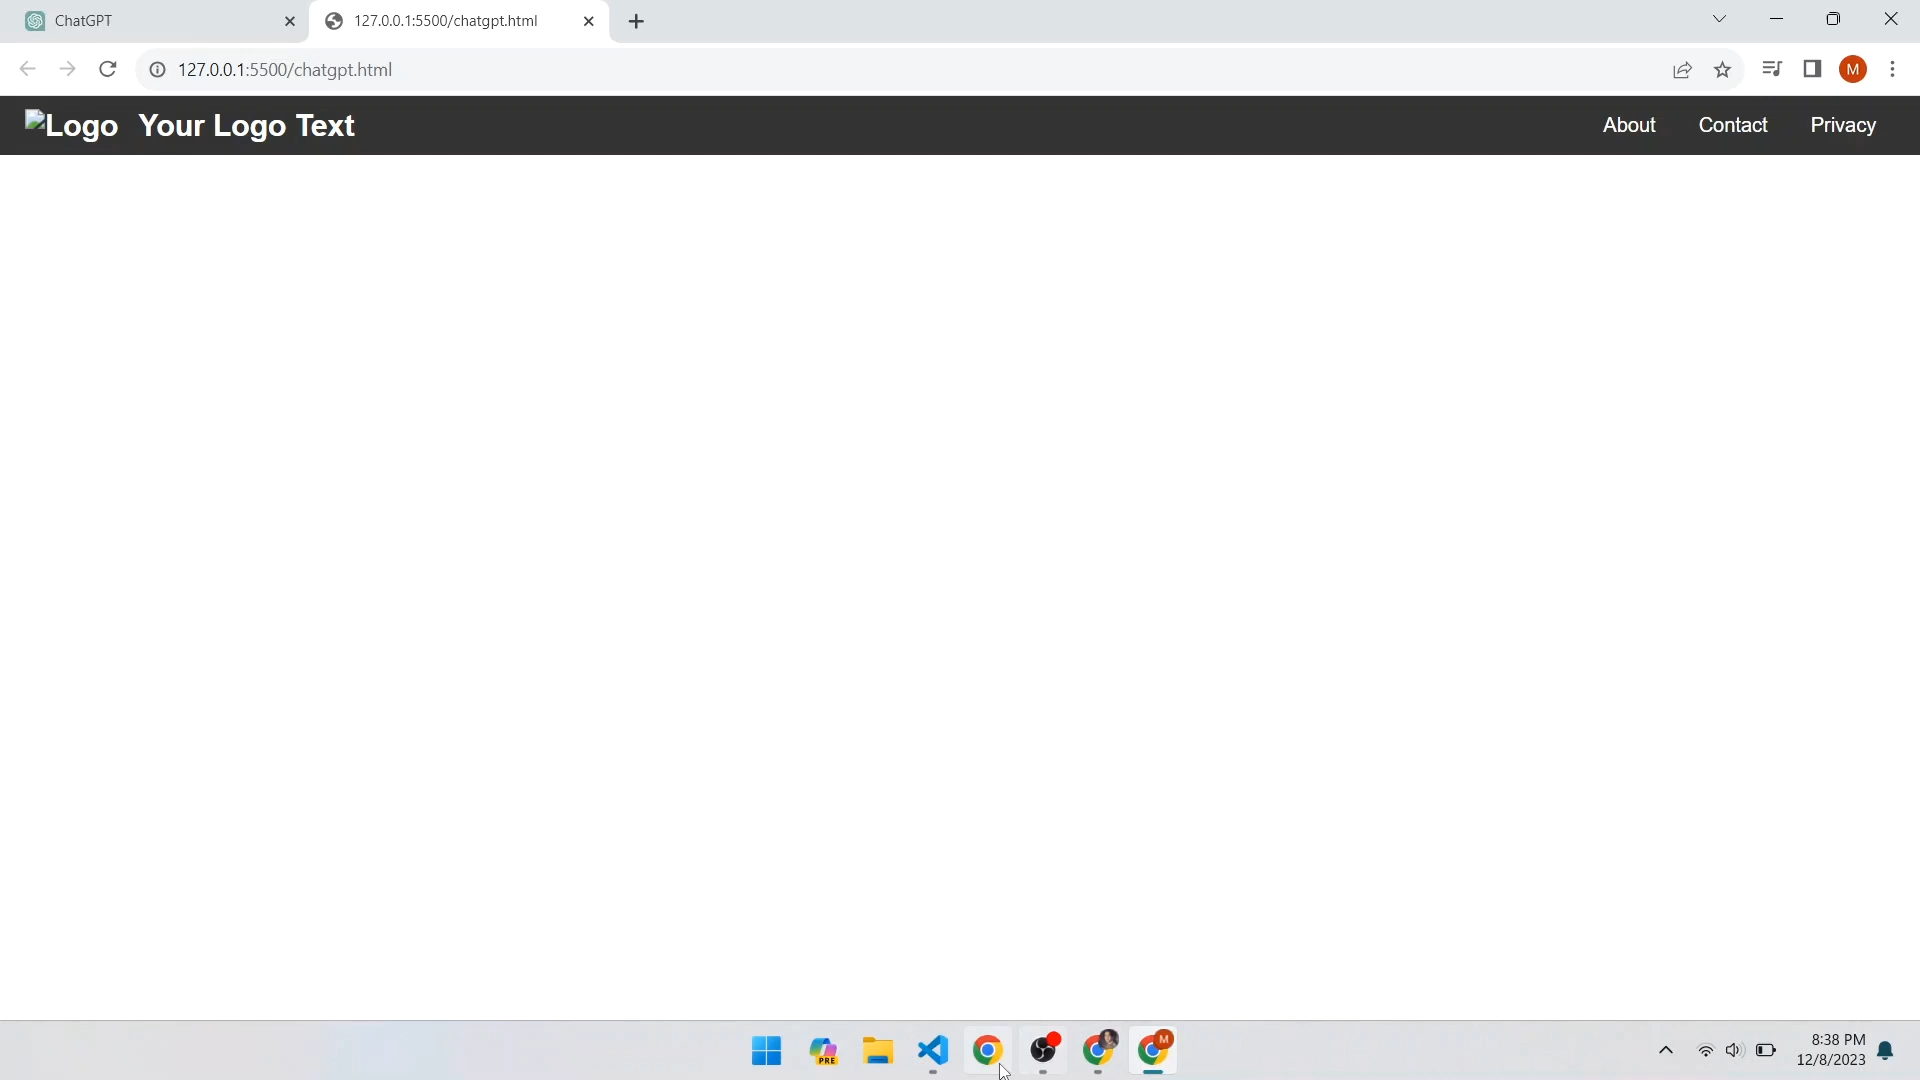 ChatGPT
127.0.0.1:5500/chatgpt.html
127.0.0.1:5500/chatgpt.html
M
Logo Your Logo Text
About Contact Privacy
PRE
M
8:38 PM
12/8/2023